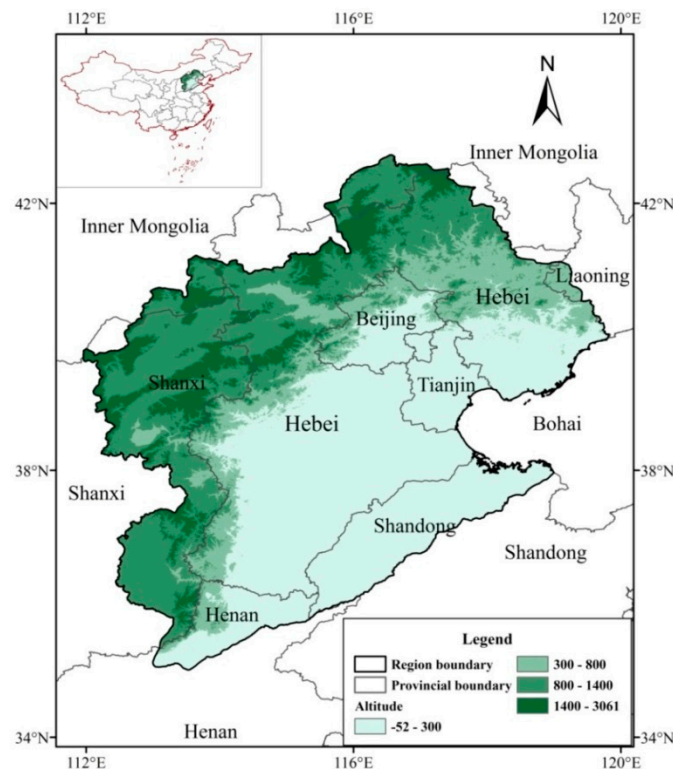 112°E
116°E
120°E
N
Inner Mongolia
42°N
42°N
Inner Mongolia
Liaoning
Hebei
Beijing
Shanxi
Tianjin
Hebei
Bohai
38°N
38°N
Shanxi
Shandong
Shandong
Henan
Legend
Region boundary
Provincial boundary
Altitude
-52 - 300
300 - 800
800 - 1400
1400 - 3061
Henan
34°N
34°N
112°E
116°E
120°E